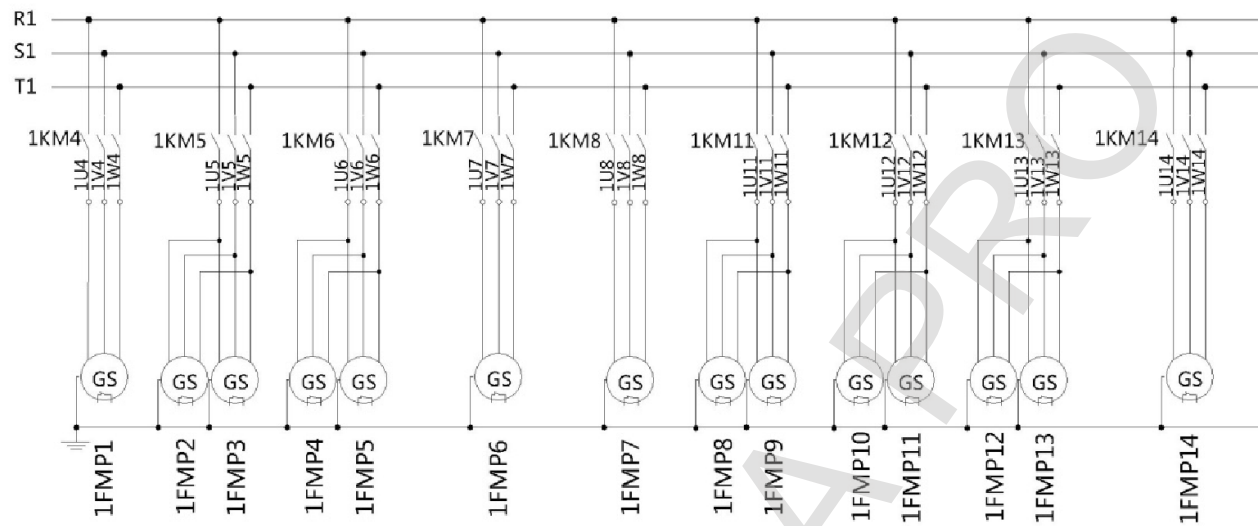 R1
S1
T1
1KM4 1KM5 1KM6 1KM7 1KM8 1KM11 1KM12 1KM13 1KM14
1U4 1V4 1W4 1U5 1V5 1W5 1U6 1V6 1W6 1U7 1V7 1W7 1U8 1V8 1W8 1U11 1V11 1W11 1U12 1V12 1W12 1U13 1V13 1W13 1U14 1V14 1W14
GS GS GS GS GS GS GS GS GS GS GS GS GS GS
1FMP1 1FMP2 1FMP3 1FMP4 1FMP5 1FMP6 1FMP7 1FMP8 1FMP9 1FMP10 1FMP11 1FMP12 1FMP13 1FMP14
A PRO